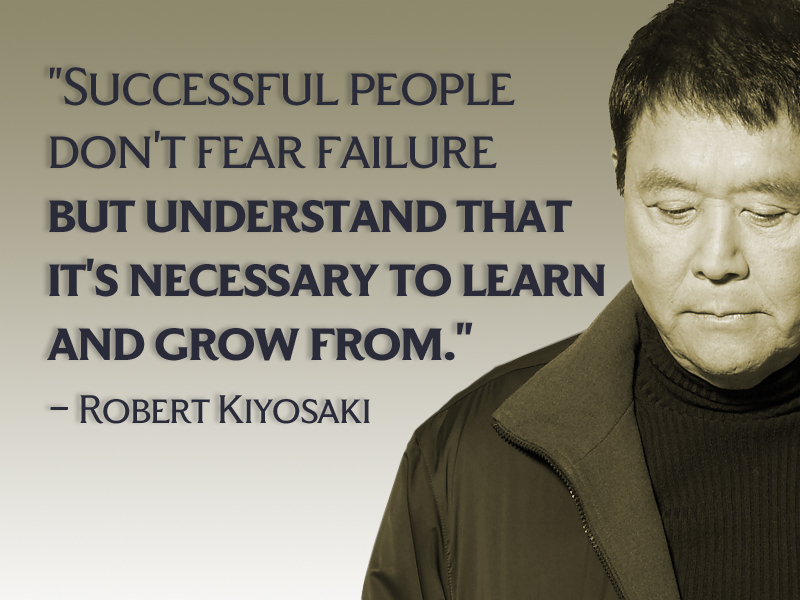 "Successful people
don't fear failure
but understand that
it's necessary to learn
and grow from."
– Robert Kiyosaki